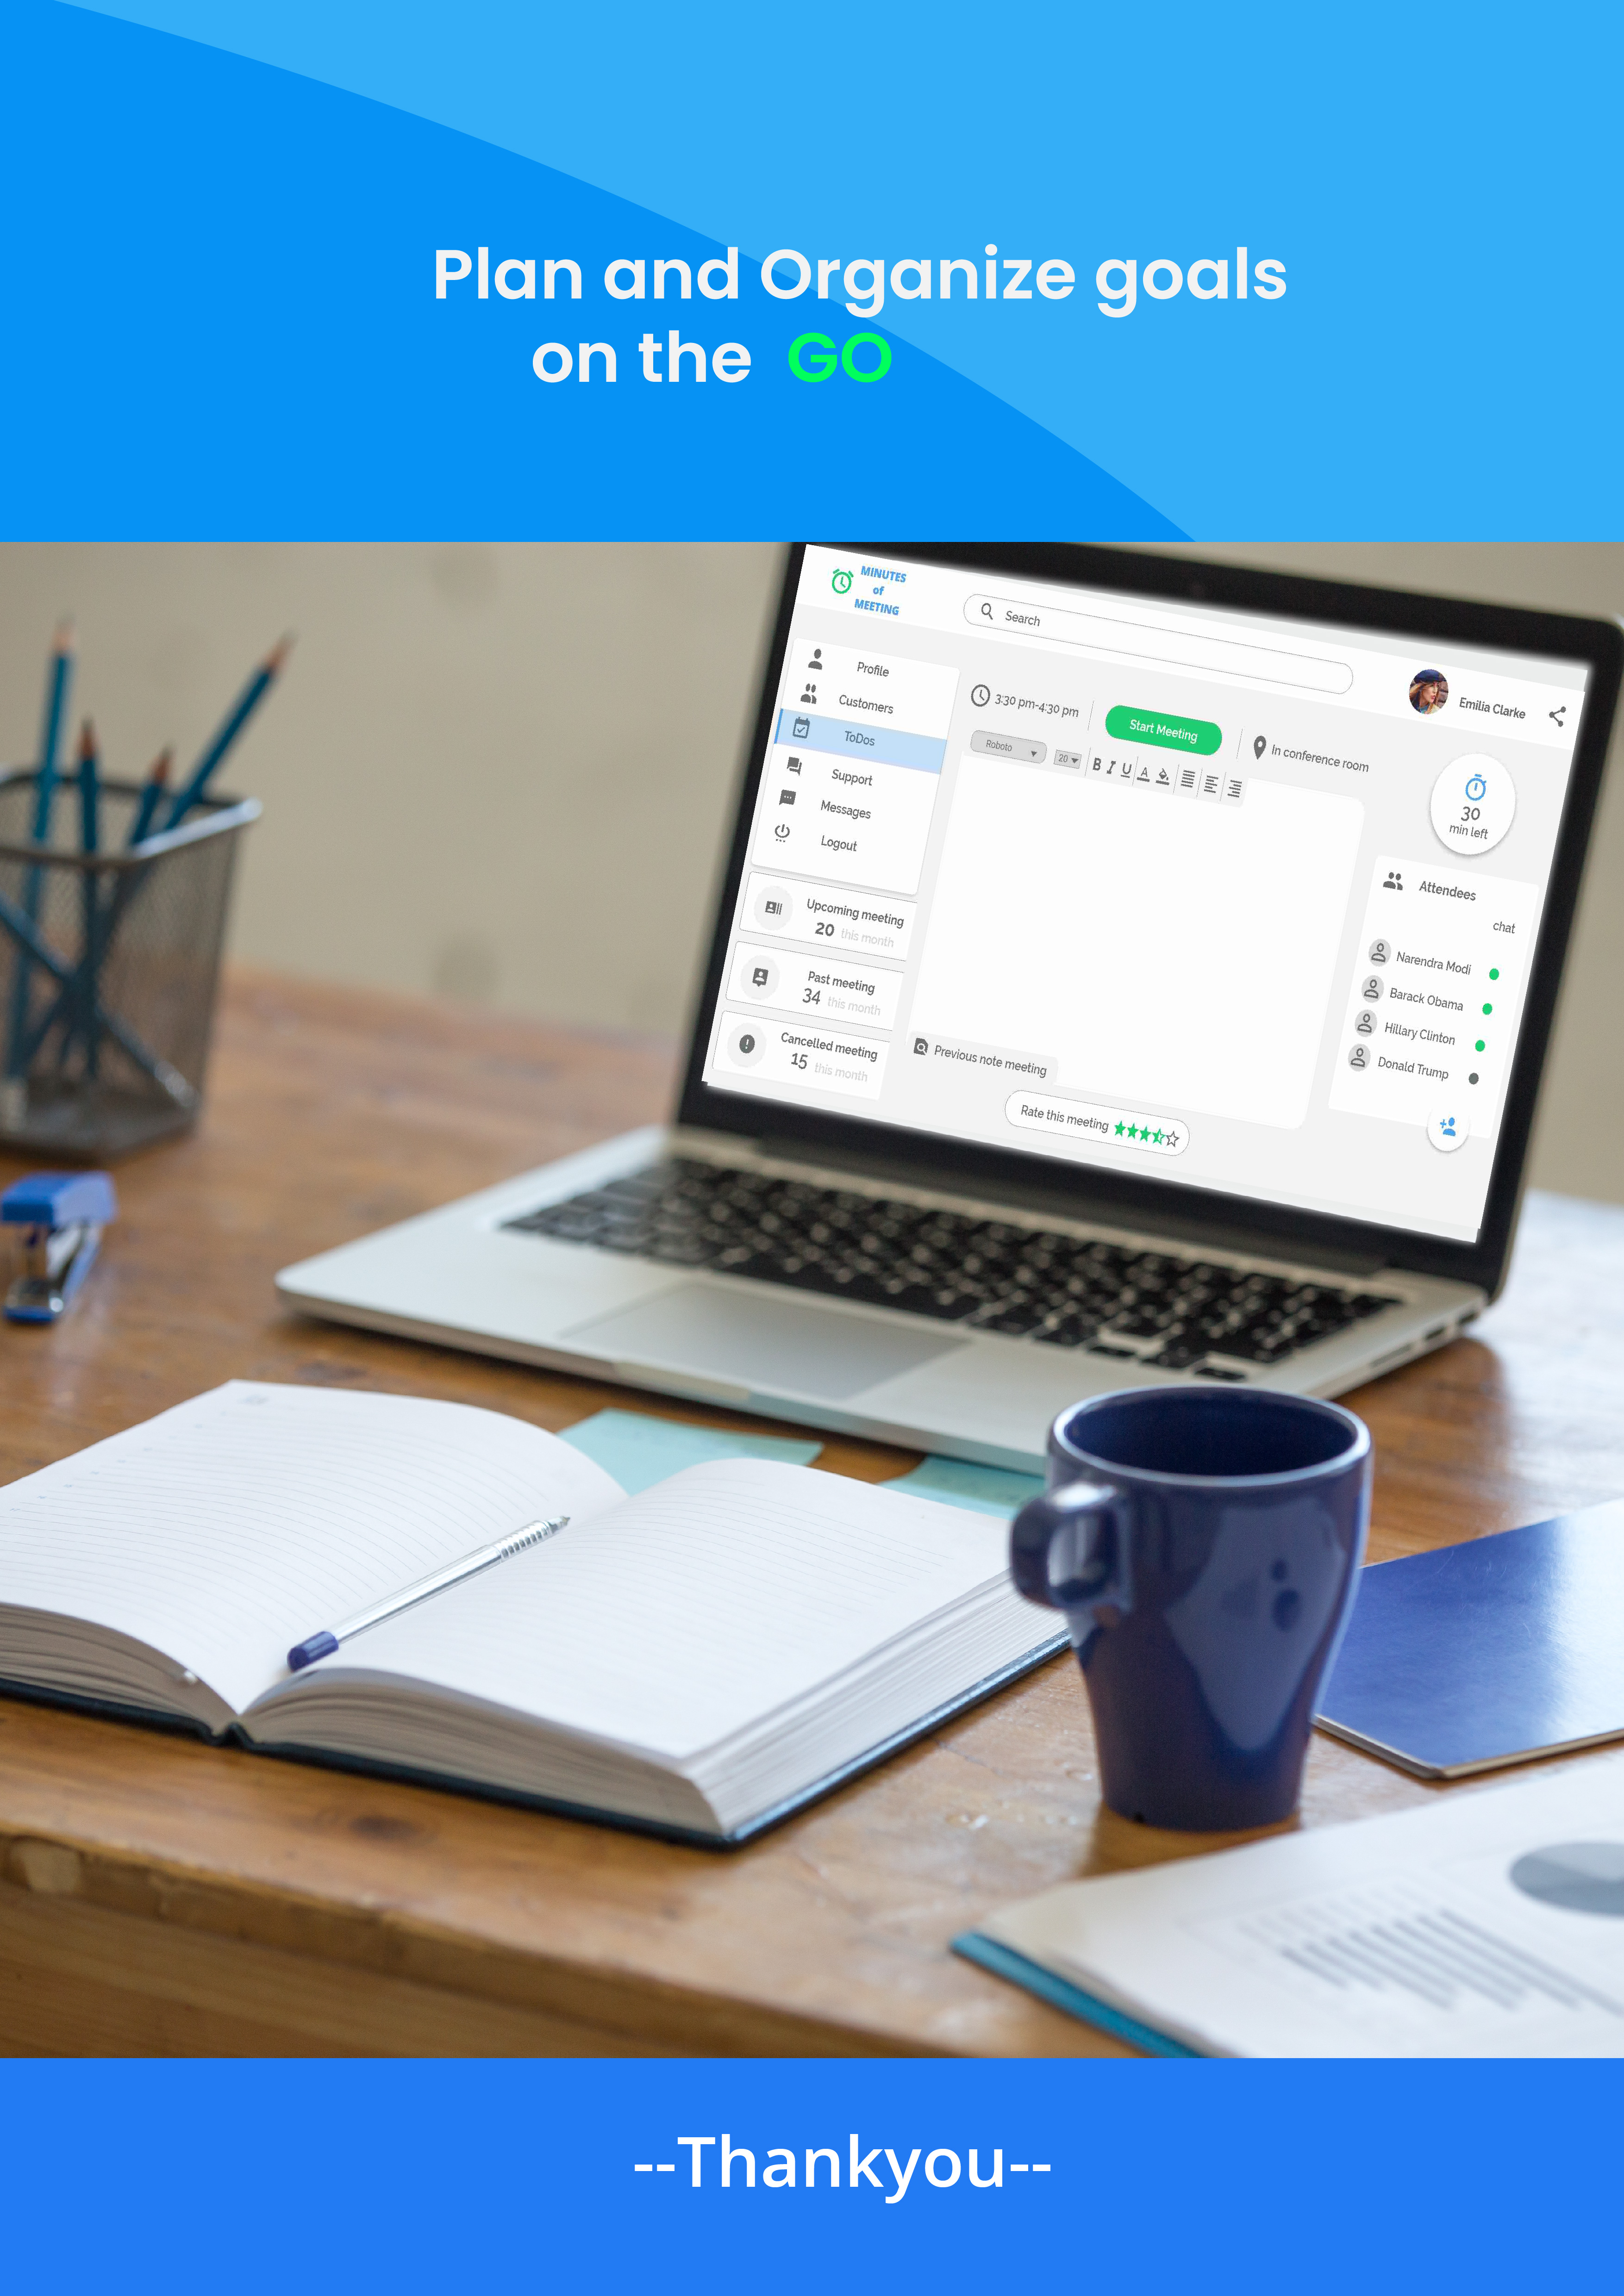 Plan and Organize goals
on the GO
MINUTES
of
MEETING
Search
Emilia Clarke
Profile
Customers
ToDos
Support
Messages
Logout
3:30 pm-4:30 pm
Start Meeting
In conference room
Roboto
20
B I U A
30
min left
Attendees
chat
Narendra Modi
Barack Obama
Hillary Clinton
Donald Trump
Upcoming meeting
20 this month
Past meeting
34 this month
Cancelled meeting
15 this month
Previous note meeting
Rate this meeting
--Thankyou--